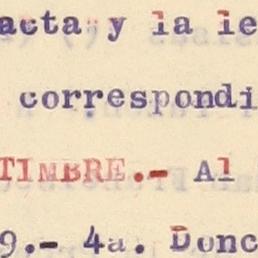 acta y la le
correspondi
TIMBRE.- Al
9.- 4a. Donc